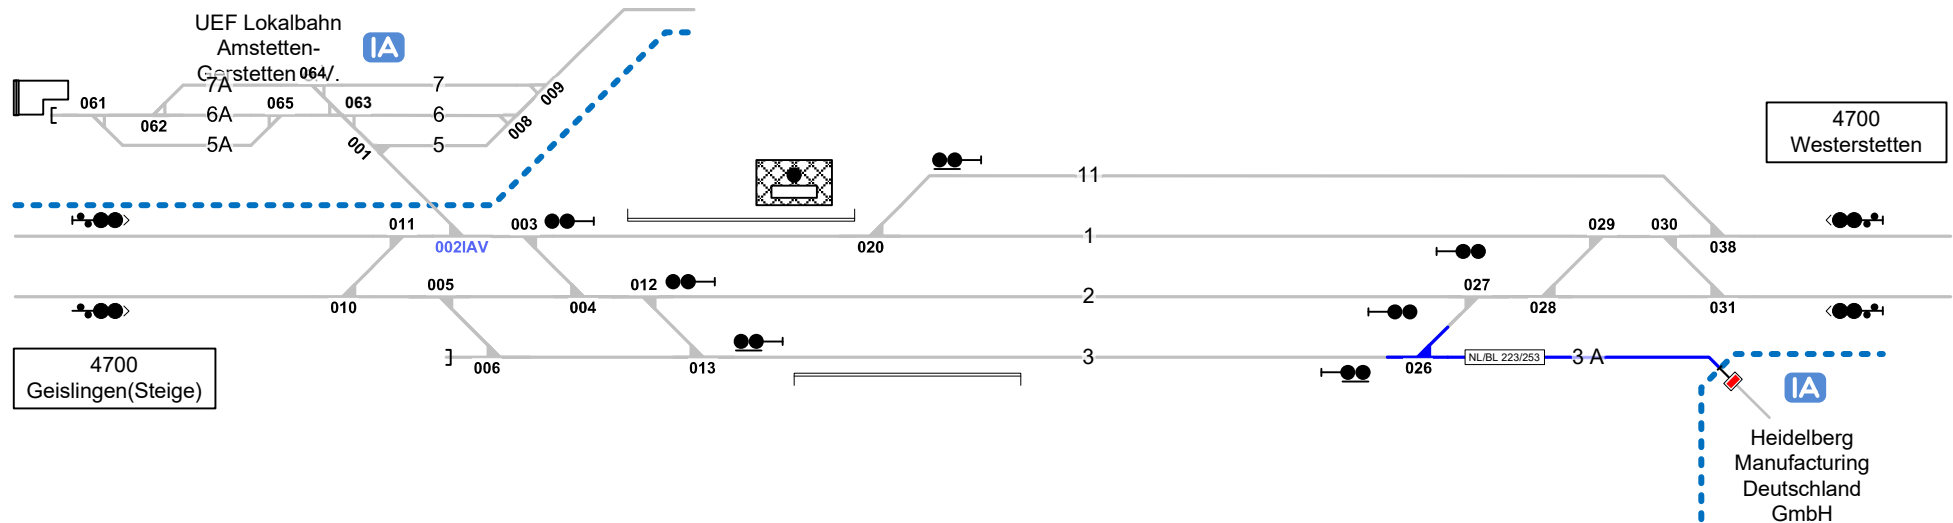 UEF Lokalbahn
Amstetten-
Gerstetten e.V.
IA
064
7A
7
009
061
065
063
6A
6
062
008
5A
001
5
4700
Westerstetten
11
011
003
029
030
002IAV
020
1
038
005
012
027
2
010
004
028
031
4700
Geislingen(Steige)
3
NL/BL 223/253
3 A
006
013
026
IA
Heidelberg
Manufacturing
Deutschland
GmbH